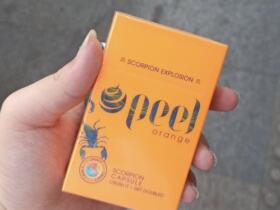 SCORPION EXPLOSION
peel
orange
SCORPION
CAPSULE